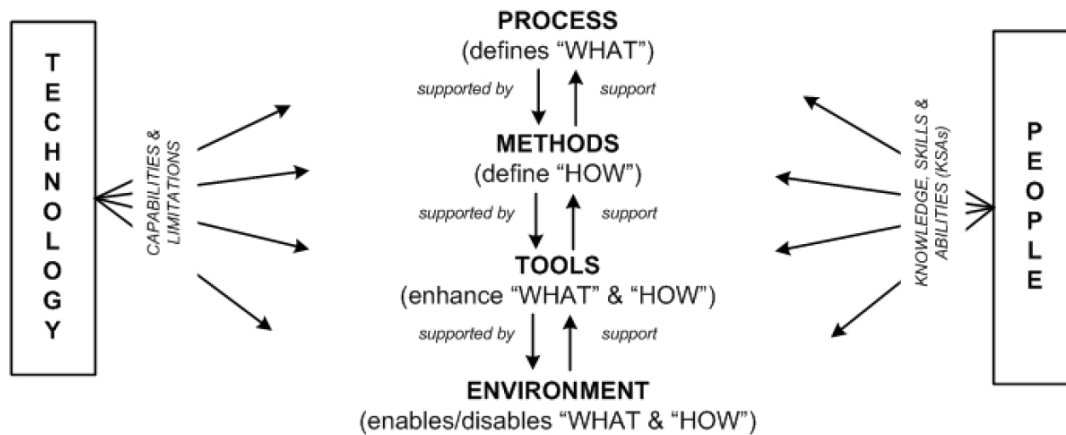 TECHNOLOGY
CAPABILITIES &
LIMITATIONS
PROCESS
(defines “WHAT”)
supported by
support
METHODS
(define “HOW”)
supported by
support
TOOLS
(enhance “WHAT” & “HOW”)
supported by
support
ENVIRONMENT
(enables/disables “WHAT & “HOW”)
KNOWLEDGE, SKILLS &
ABILITIES (KSAs)
PEOPLE